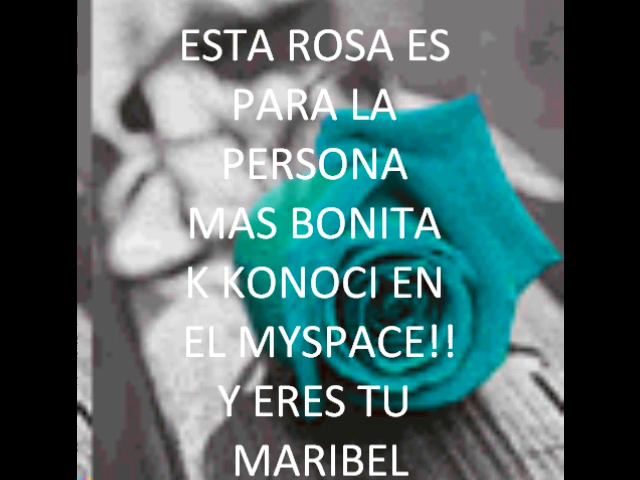 ESTA ROSA ES
PARA LA
PERSONA
MAS BONITA
K KONOCI EN
EL MYSPACE!!
Y ERES TU
MARIBEL